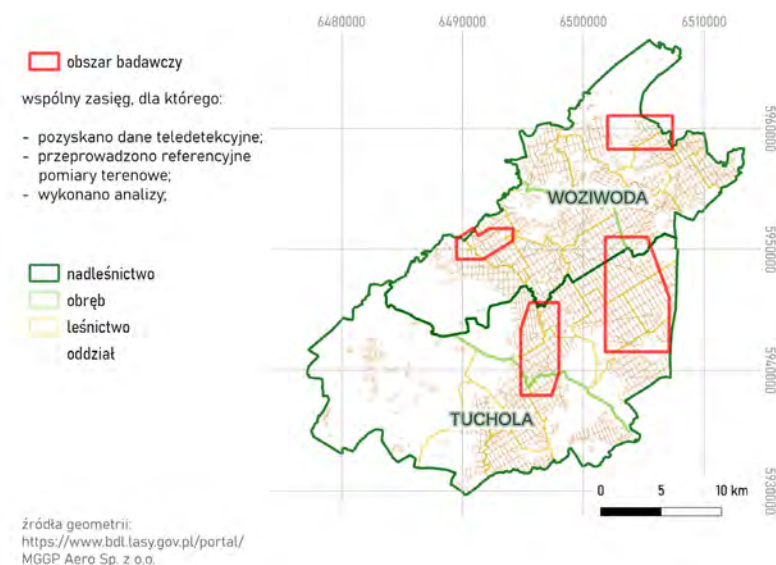 6480000 6490000 6500000 6510000
obszar badawczy
wspólny zasięg, dla którego:
- pozyskano dane teledetekcyjne;
- przeprowadzono referencyjne
pomiary terenowe;
- wykonano analizy;
nadleśnictwo
obręb
leśnictwo
oddział
WOZIWODA
TUCHOLA
5960000
5950000
5940000
5930000
0 5 10 km
źródła geometrii:
https://www.bdl.lasy.gov.pl/portal/
MGGP Aero Sp. z o.o.